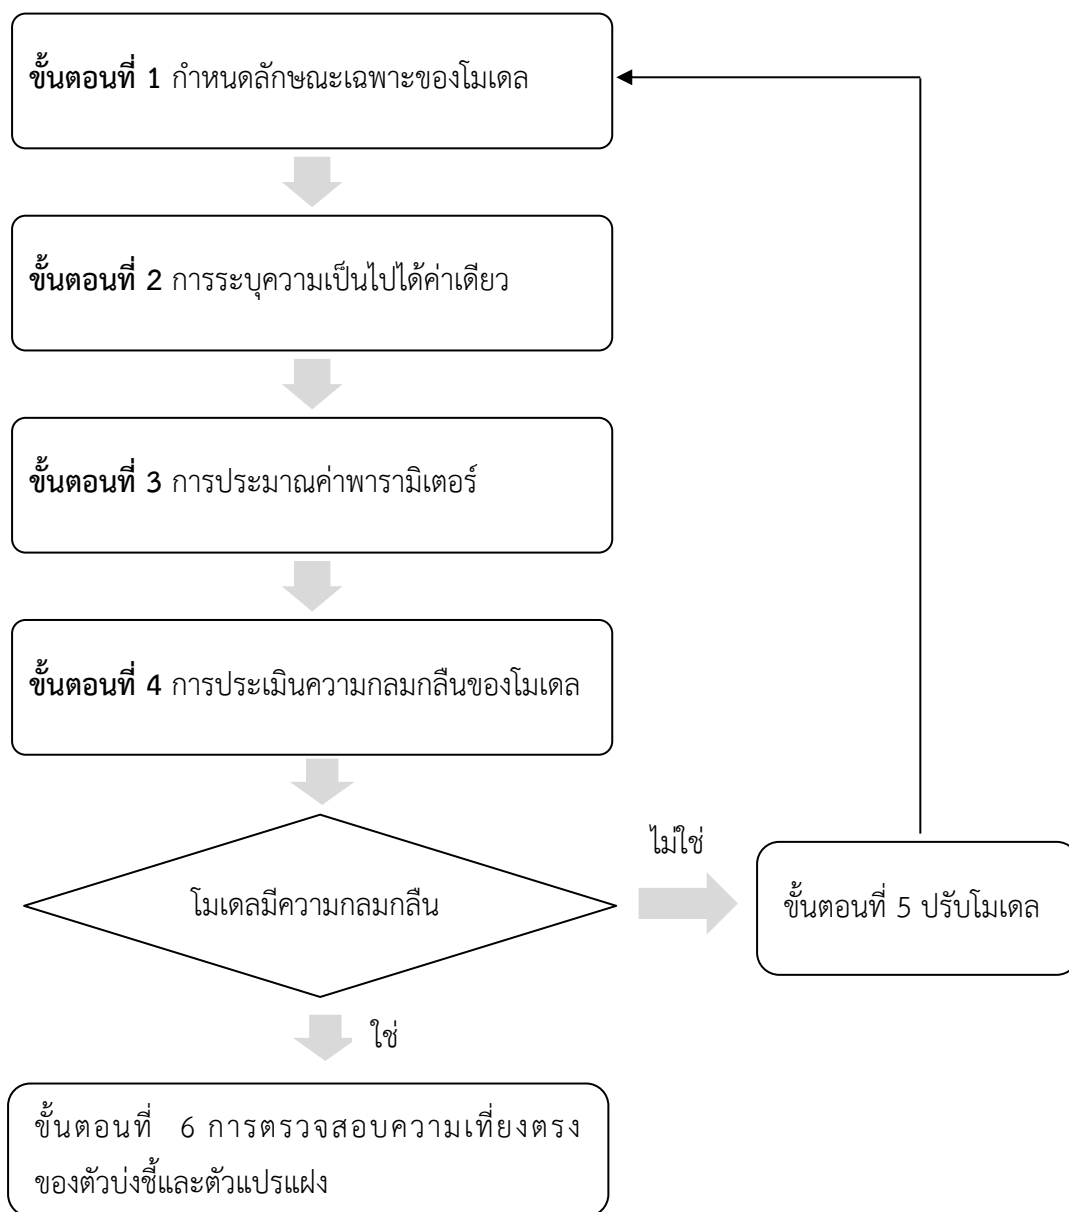 ขั้นตอนที่ 1 กำหนดลักษณะเฉพาะของโมเดล
ขั้นตอนที่ 2 การระบุความเป็นไปได้ค่าเดียว
ขั้นตอนที่ 3 การประมาณค่าพารามิเตอร์
ขั้นตอนที่ 4 การประเมินความกลมกลืนของโมเดล
ไม่ใช่
โมเดลมีความกลมกลืน
ขั้นตอนที่ 5 ปรับโมเดล
ใช่
ขั้นตอนที่ 6 การตรวจสอบความเที่ยงตรง
ของตัวบ่งชี้และตัวแปรแฝง